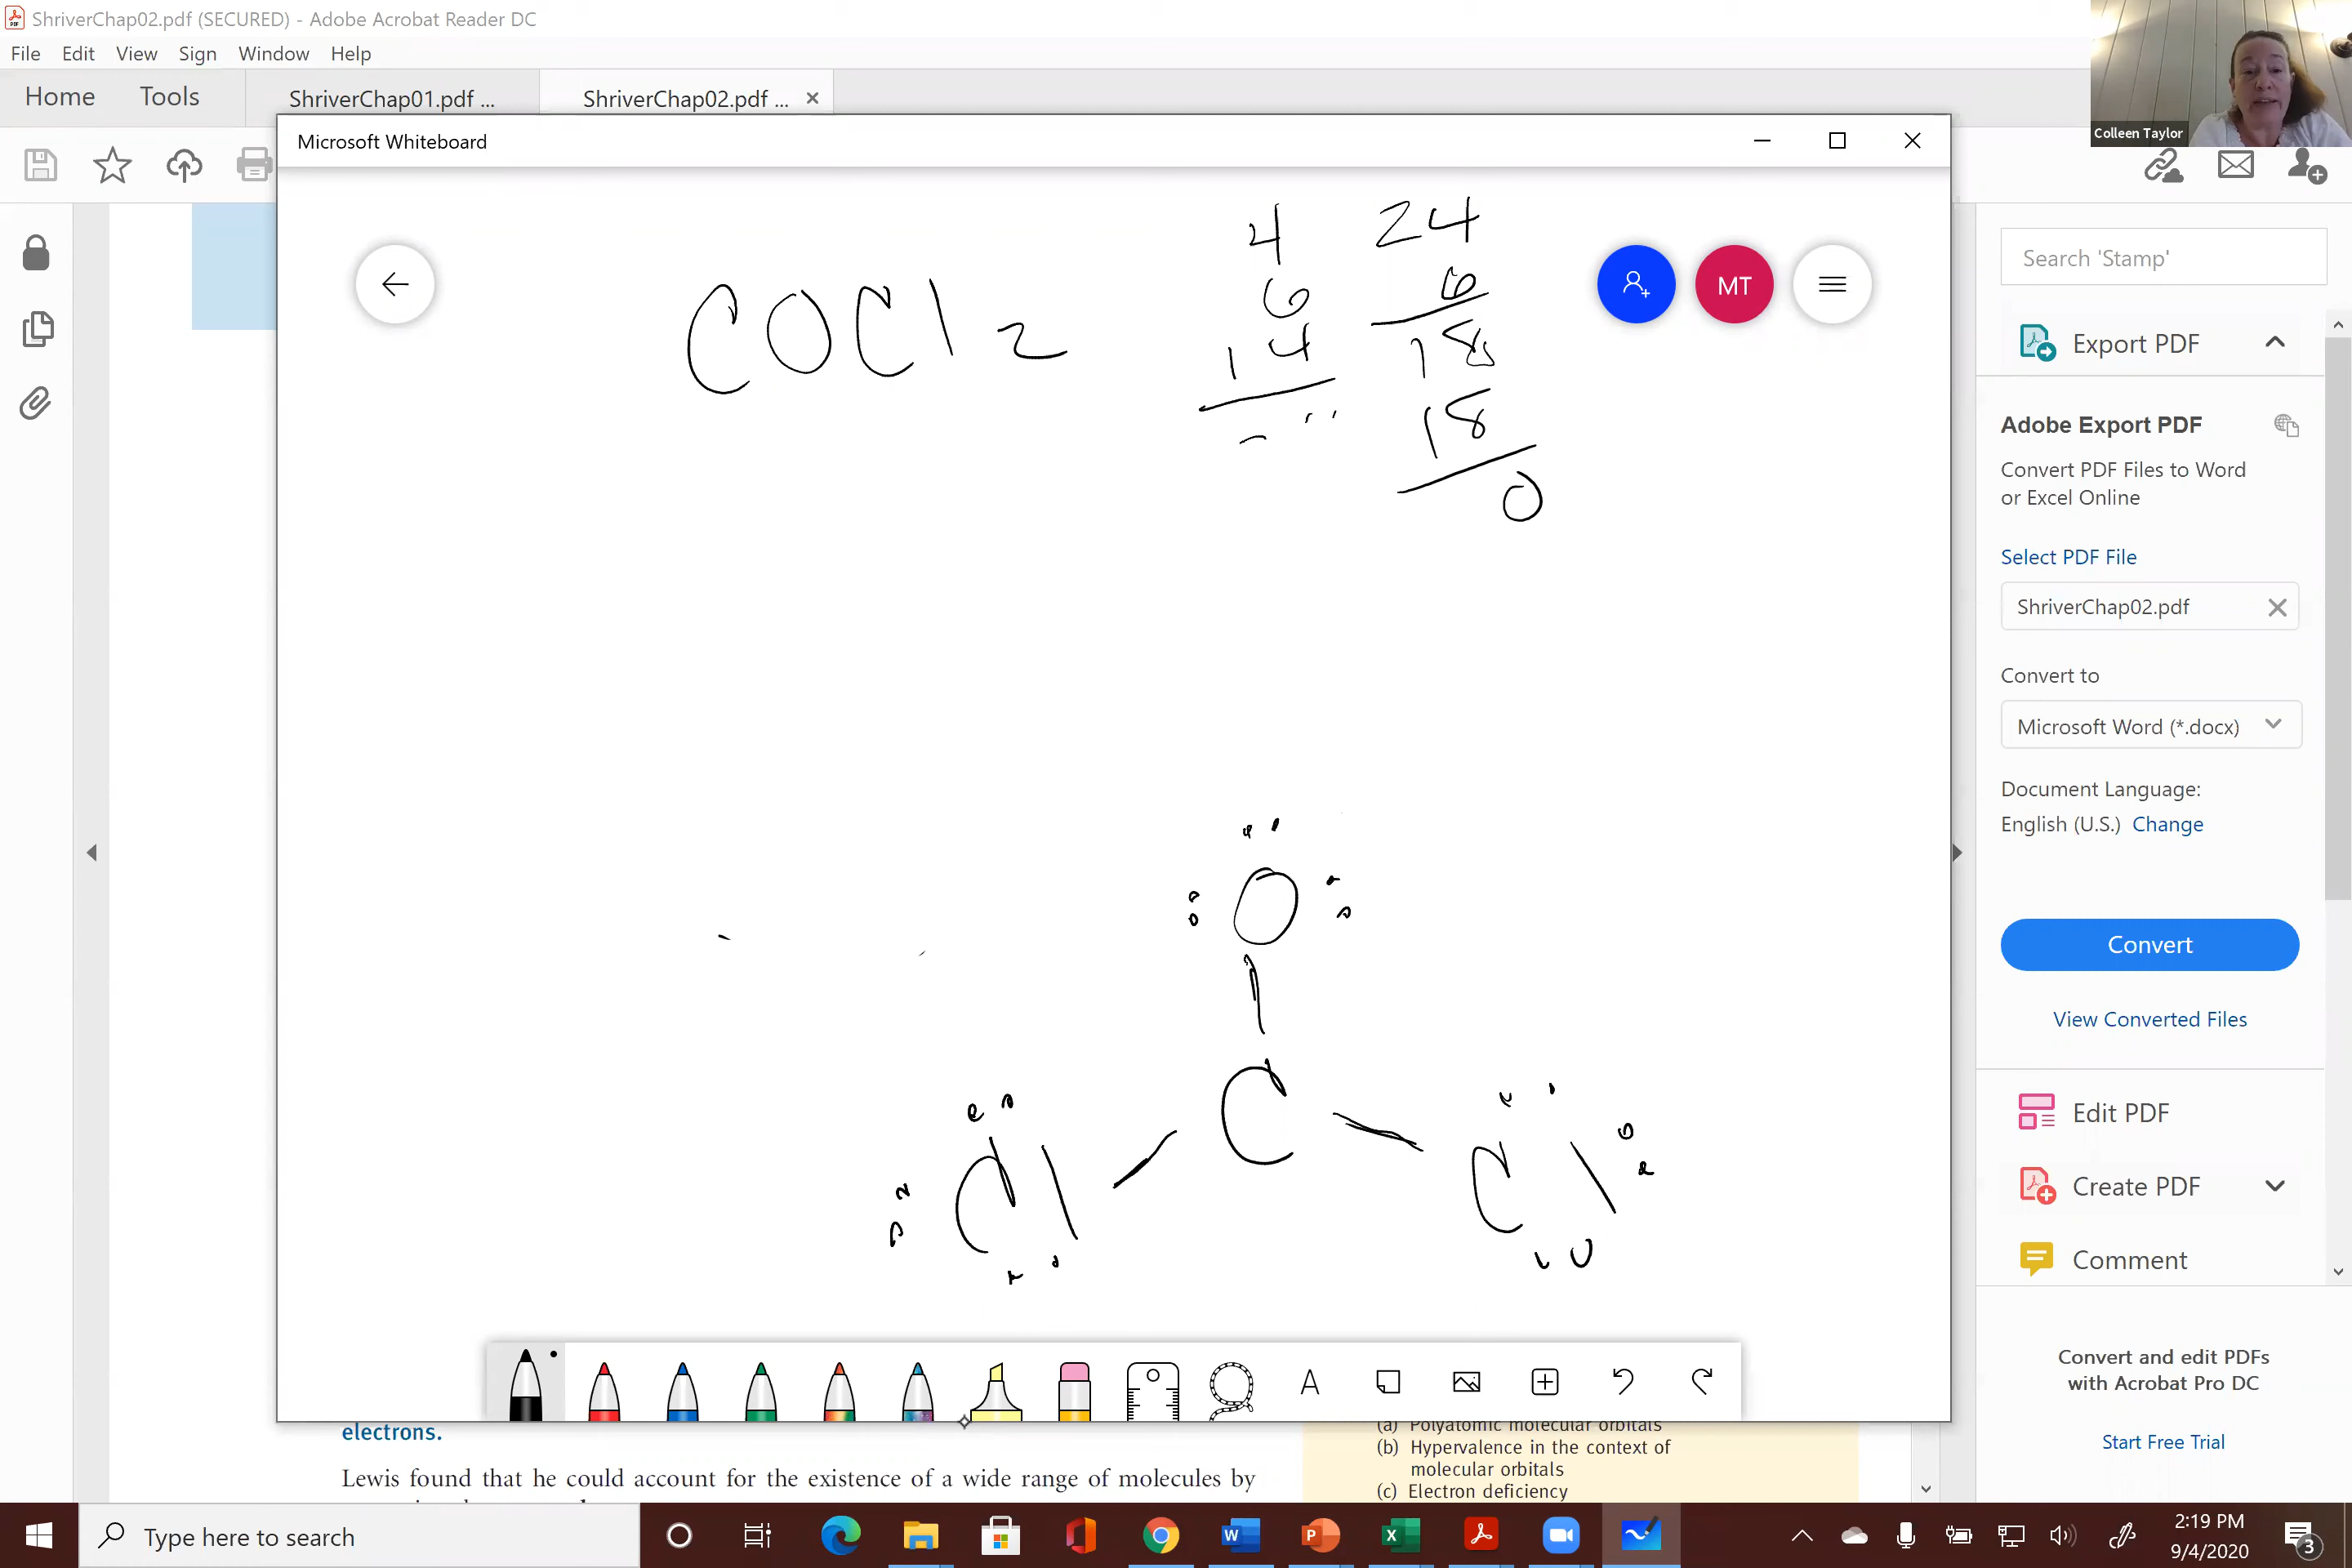 ShriverChap02.pdf (SECURED) - Adobe Acrobat Reader DC
File Edit View Sign Window Help
Home Tools ShriverChap01.pdf ... ShriverChap02.pdf ...
Colleen Taylor
Microsoft Whiteboard
MT
COCl2
4
6
14
24
6
18
18
0
O
C
Cl
Cl
Search 'Stamp'
Export PDF
Adobe Export PDF
Convert PDF Files to Word
or Excel Online
Select PDF File
ShriverChap02.pdf
Convert to
Microsoft Word (*.docx)
Document Language:
English (U.S.) Change
Convert
View Converted Files
Edit PDF
Create PDF
Comment
Convert and edit PDFs
with Acrobat Pro DC
Start Free Trial
electrons.
Lewis found that he could account for the existence of a wide range of molecules by
(a) Polyatomic molecular orbitals
(b) Hypervalence in the context of
molecular orbitals
(c) Electron deficiency
Type here to search
2:19 PM
9/4/2020
3